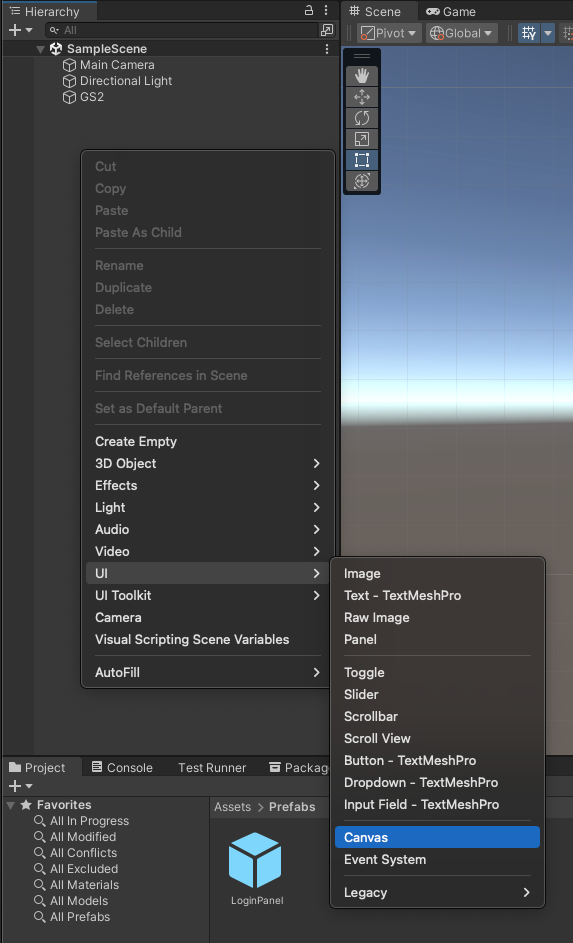 Hierarchy
Scene
Game
All
Pivot
Global
SampleScene
Main Camera
Directional Light
GS2
Cut
Copy
Paste
Paste As Child
Rename
Duplicate
Delete
Select Children
Find References in Scene
Set as Default Parent
Create Empty
3D Object
Effects
Light
Audio
Video
UI
UI Toolkit
Camera
Visual Scripting Scene Variables
AutoFill
Image
Text - TextMeshPro
Raw Image
Panel
Toggle
Slider
Scrollbar
Scroll View
Button - TextMeshPro
Dropdown - TextMeshPro
Input Field - TextMeshPro
Canvas
Event System
Legacy
Project
Console
Test Runner
Packag
Favorites
All In Progress
All Modified
All Conflicts
All Excluded
All Materials
All Models
All Prefabs
Assets > Prefabs
LoginPanel